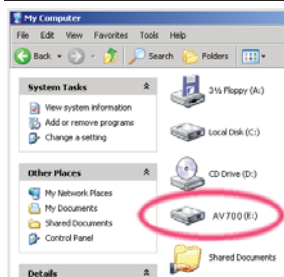 My Computer
File Edit View Favorites Tools Help
Back Search Folders
System Tasks
View system information
Add or remove programs
Change a setting
Other Places
My Network Places
My Documents
Shared Documents
Control Panel
Details
3½ Floppy (A:)
Local Disk (C:)
CD Drive (D:)
AV700 (E:)
Shared Documents